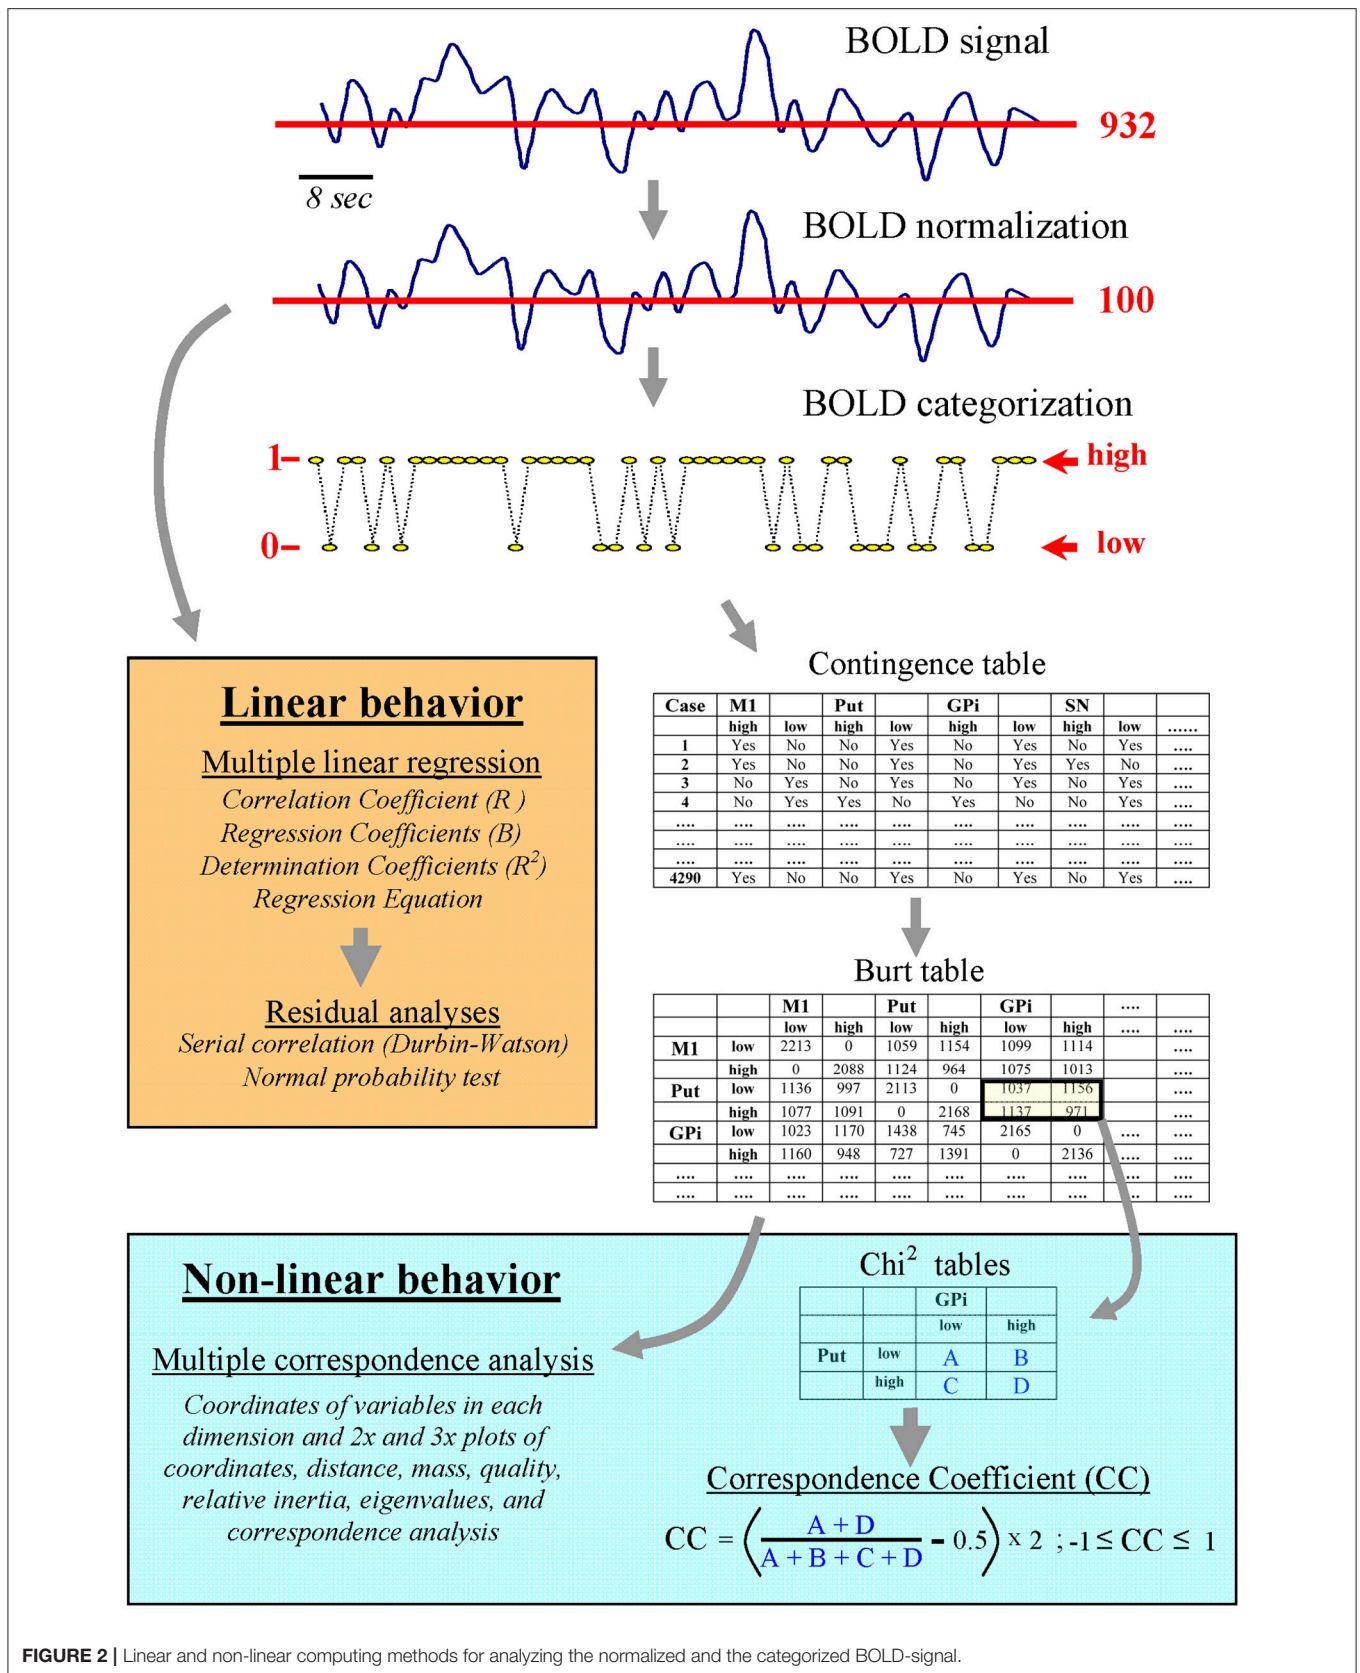 BOLD signal
932
8 sec
BOLD normalization
100
BOLD categorization
1
high
0
low
Linear behavior
Multiple linear regression
Correlation Coefficient (R )
Regression Coefficients (B)
Determination Coefficients (R²)
Regression Equation
Residual analyses
Serial correlation (Durbin-Watson)
Normal probability test
Contingence table
Case M1 Put GPi SN
high low high low high low high low ......
1 Yes No No Yes No Yes No Yes ....
2 Yes No No Yes No Yes Yes No ....
3 No Yes No Yes No Yes No Yes ....
4 No Yes Yes No Yes No No Yes ....
.... .... .... .... .... .... .... .... .... ....
.... .... .... .... .... .... .... .... .... ....
.... .... .... .... .... .... .... .... .... ....
4290 Yes No No Yes No Yes No Yes ....
Burt table
M1 Put GPi ....
low high low high low high .... ....
M1 low 2213 0 1059 1154 1099 1114 ....
high 0 2088 1124 964 1075 1013 ....
Put low 1136 997 2113 0 1037 1156 ....
high 1077 1091 0 2168 1137 971 ....
GPi low 1023 1170 1438 745 2165 0 .... ....
high 1160 948 727 1391 0 2136 .... ....
.... .... .... .... .... .... .... .... .... ....
.... .... .... .... .... .... .... .... .... ....
Non-linear behavior
Multiple correspondence analysis
Coordinates of variables in each
dimension and 2x and 3x plots of
coordinates, distance, mass, quality,
relative inertia, eigenvalues, and
correspondence analysis
Chi² tables
GPi
low high
Put low A B
high C D
Correspondence Coefficient (CC)
CC = (A + D / A + B + C + D - 0.5) x 2 ; -1 ≤ CC ≤ 1
FIGURE 2 | Linear and non-linear computing methods for analyzing the normalized and the categorized BOLD-signal.